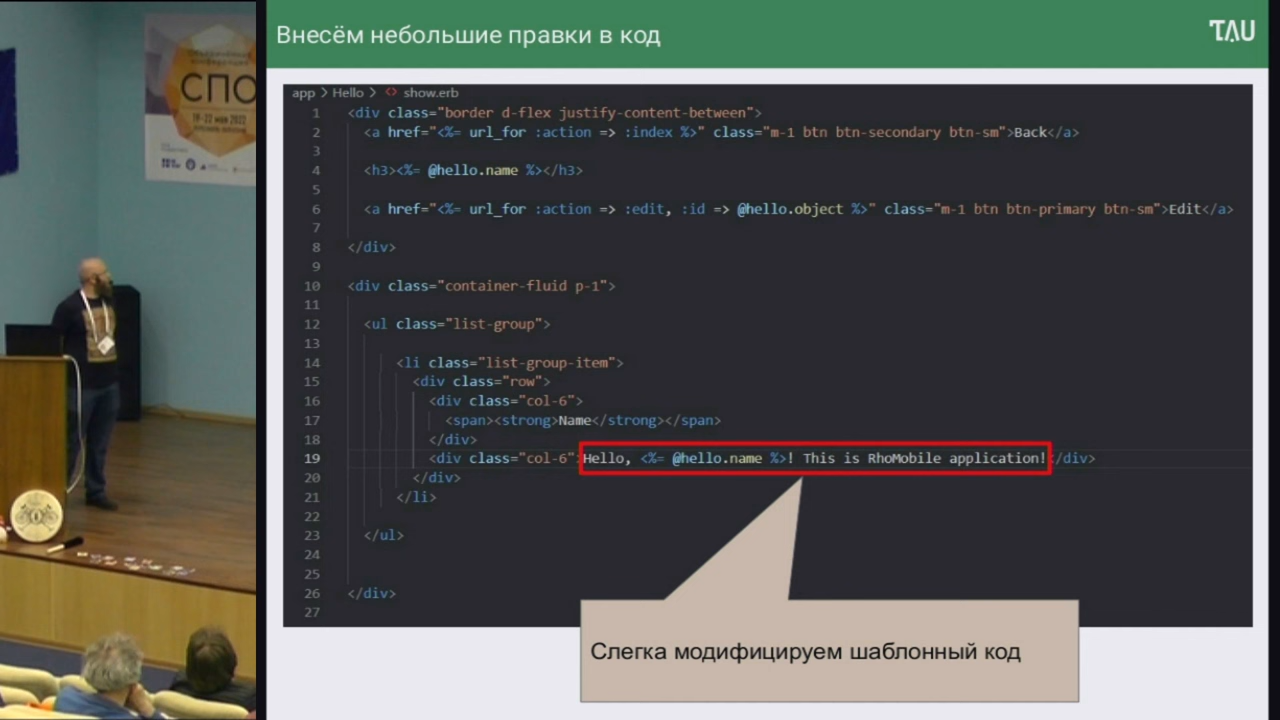 Внесём небольшие правки в код
TAU
СПО
19-22 мая 2022
app > Hello > <> show.erb
1 <div class="border d-flex justify-content-between">
2 <a href="<%= url_for :action => :index %>" class="m-1 btn btn-secondary btn-sm">Back</a>
3
4 <h3><%= @hello.name %></h3>
5
6 <a href="<%= url_for :action => :edit, :id => @hello.object %>" class="m-1 btn btn-primary btn-sm">Edit</a>
7
8 </div>
9
10 <div class="container-fluid p-1">
11
12 <ul class="list-group">
13
14 <li class="list-group-item">
15 <div class="row">
16 <div class="col-6">
17 <span><strong>Name</strong></span>
18 </div>
19 <div class="col-6">Hello, <%= @hello.name %>! This is RhoMobile application!</div>
20 </div>
21 </li>
22
23 </ul>
24
25
26 </div>
27
Слегка модифицируем шаблонный код